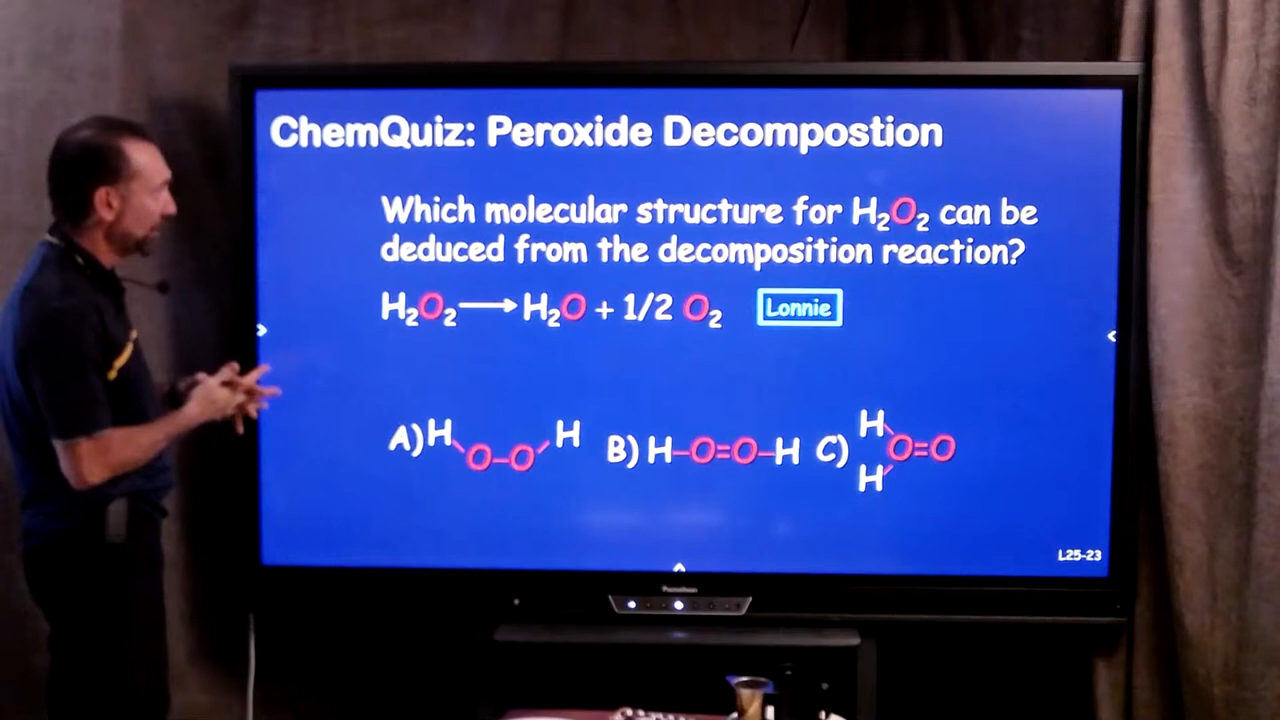 ChemQuiz: Peroxide Decompostion
Which molecular structure for H₂O₂ can be
deduced from the decomposition reaction?
H₂O₂ ⟶ H₂O + 1/2 O₂ Lonnie
A) H-O-O-H B) H-O=O-H C) H H O=O
L25-23
Promethean